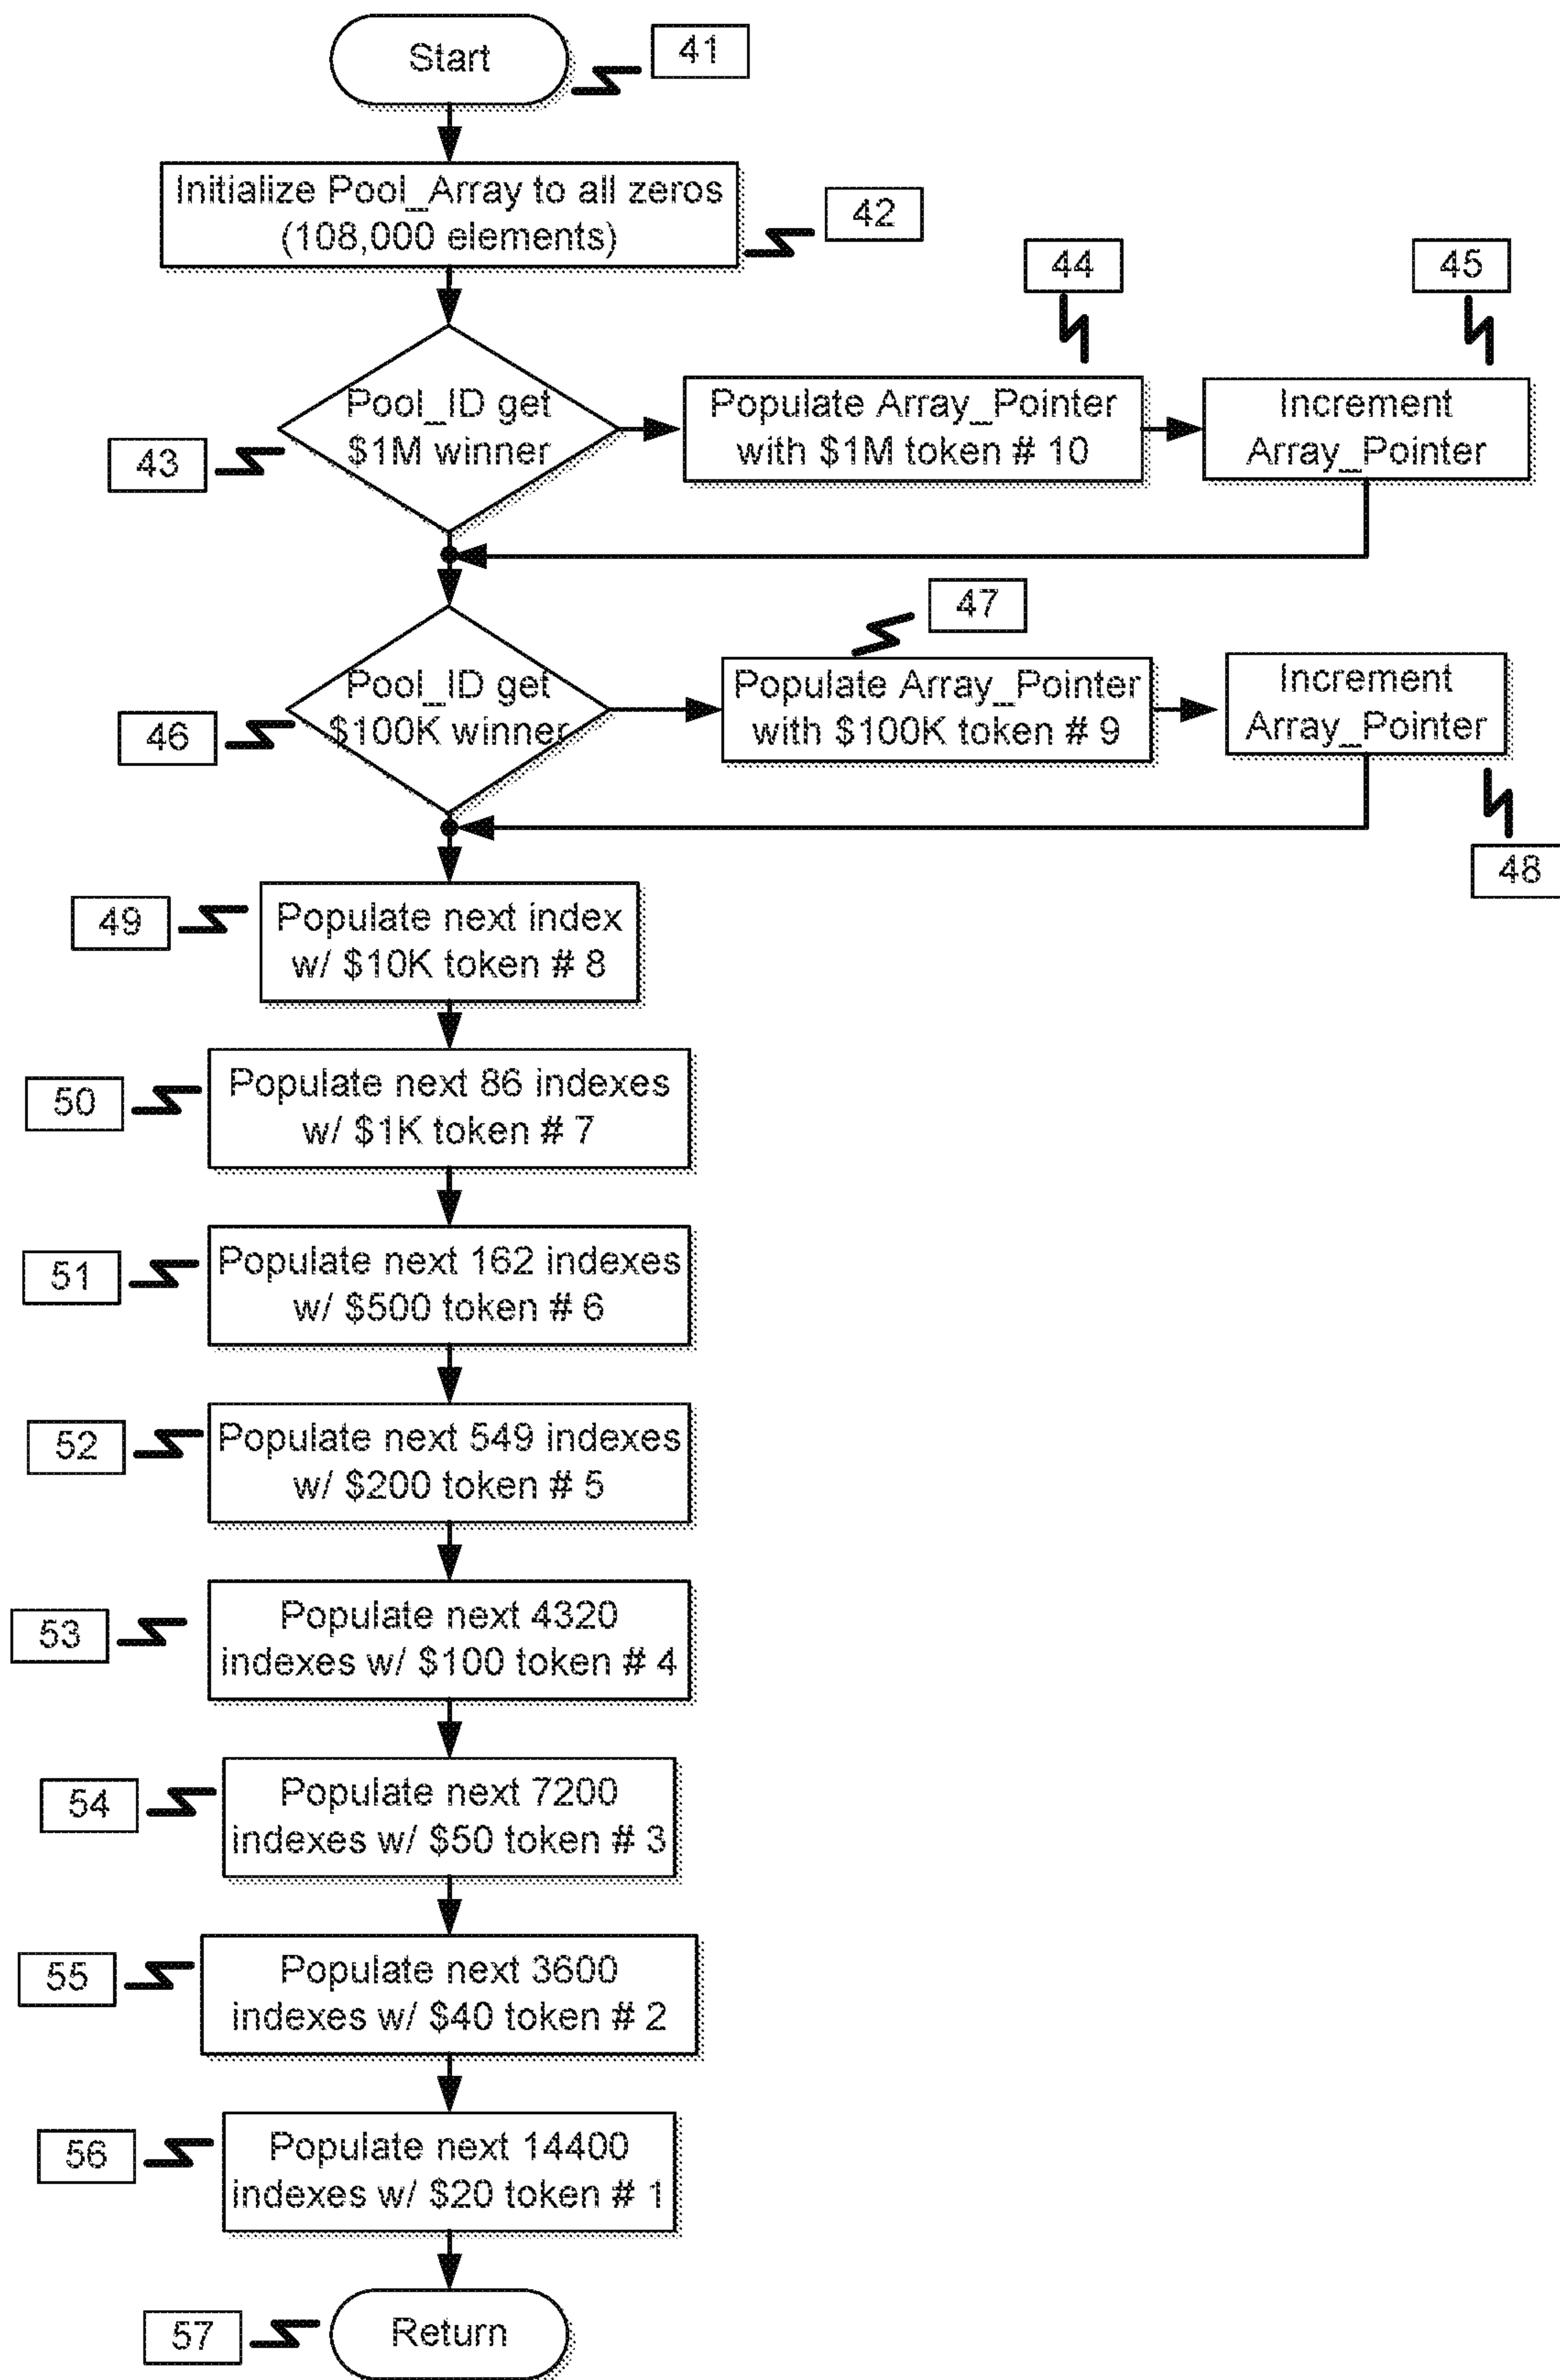 Start
41
Initialize Pool_Array to all zeros
(108,000 elements)
42
44
45
Pool_ID get
$1M winner
43
Populate Array_Pointer
with $1M token # 10
Increment
Array_Pointer
47
Pool_ID get
$100K winner
46
Populate Array_Pointer
with $100K token # 9
Increment
Array_Pointer
48
49
Populate next index
w/ $10K token # 8
50
Populate next 86 indexes
w/ $1K token # 7
51
Populate next 162 indexes
w/ $500 token # 6
52
Populate next 549 indexes
w/ $200 token # 5
53
Populate next 4320
indexes w/ $100 token # 4
54
Populate next 7200
indexes w/ $50 token # 3
55
Populate next 3600
indexes w/ $40 token # 2
56
Populate next 14400
indexes w/ $20 token # 1
57
Return